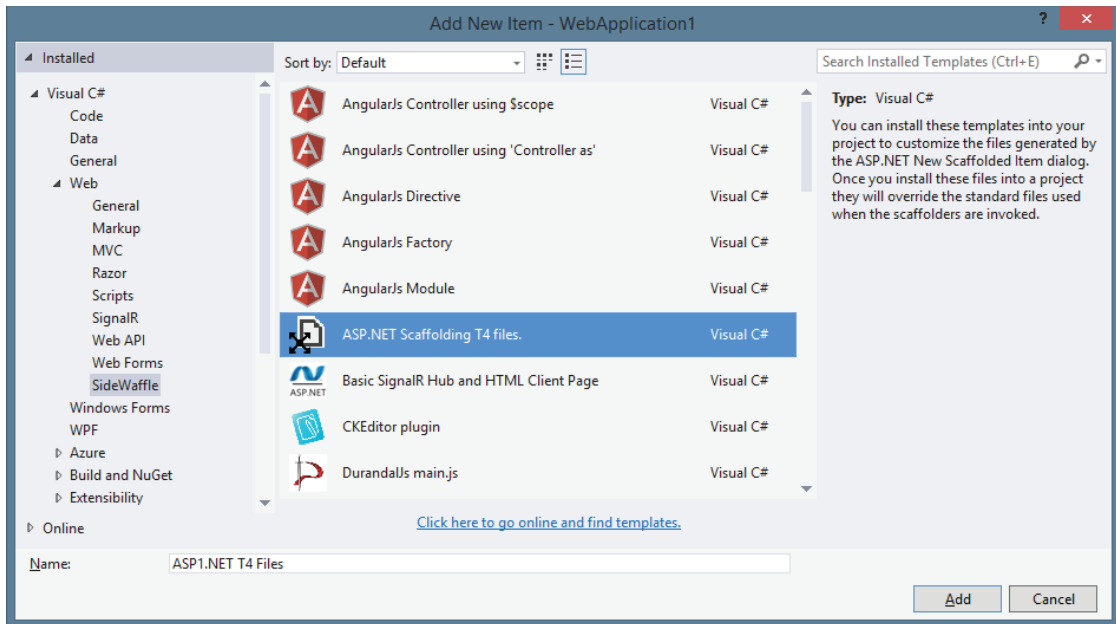 Add New Item - WebApplication1
?
Installed
Sort by: Default
Search Installed Templates (Ctrl+E)
Visual C#
Code
Data
General
Web
General
Markup
MVC
Razor
Scripts
SignalR
Web API
Web Forms
SideWaffle
Windows Forms
WPF
Azure
Build and NuGet
Extensibility
Online
AngularJs Controller using $scope Visual C#
AngularJs Controller using 'Controller as' Visual C#
AngularJs Directive Visual C#
AngularJs Factory Visual C#
AngularJs Module Visual C#
ASP.NET Scaffolding T4 files. Visual C#
ASP.NET Basic SignalR Hub and HTML Client Page Visual C#
CKEditor plugin Visual C#
DurandalJs main.js Visual C#
Click here to go online and find templates.
Type: Visual C#
You can install these templates into your
project to customize the files generated by
the ASP.NET New Scaffolded Item dialog.
Once you install these files into a project
they will override the standard files used
when the scaffolders are invoked.
Name: ASP1.NET T4 Files
Add Cancel